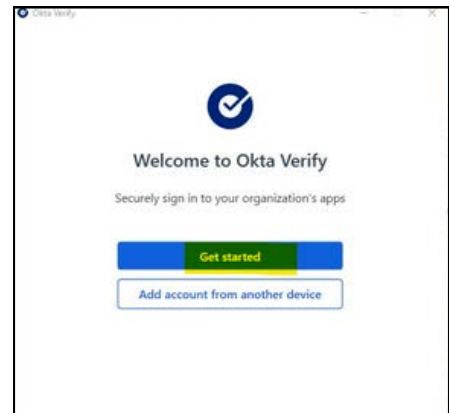 Okta Verify
Welcome to Okta Verify
Securely sign in to your organization's apps
Get started
Add account from another device